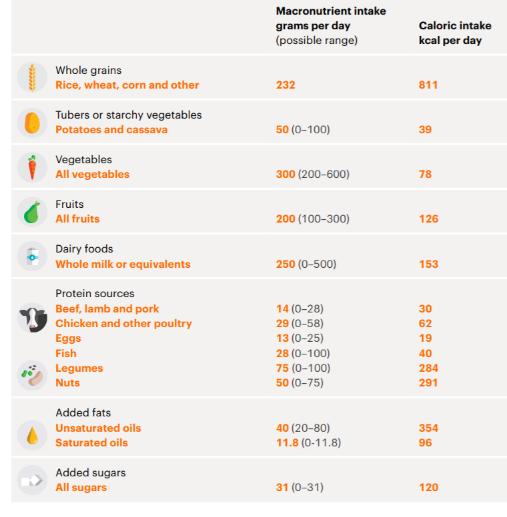 Macronutrient intake
grams per day
(possible range)
Caloric intake
kcal per day
Whole grains
Rice, wheat, corn and other 232 811
Tubers or starchy vegetables
Potatoes and cassava 50 (0–100) 39
Vegetables
All vegetables 300 (200–600) 78
Fruits
All fruits 200 (100–300) 126
Dairy foods
Whole milk or equivalents 250 (0–500) 153
Protein sources
Beef, lamb and pork 14 (0–28) 30
Chicken and other poultry 29 (0–58) 62
Eggs 13 (0–25) 19
Fish 28 (0–100) 40
Legumes 75 (0–100) 284
Nuts 50 (0–75) 291
Added fats
Unsaturated oils 40 (20–80) 354
Saturated oils 11.8 (0-11.8) 96
Added sugars
All sugars 31 (0–31) 120